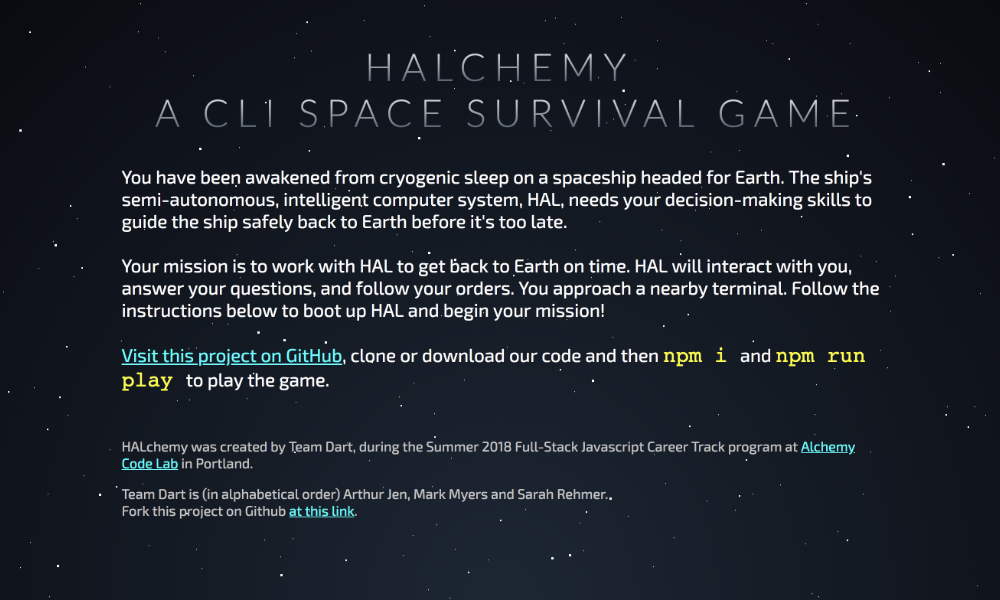 HALCHEMY
A CLI SPACE SURVIVAL GAME
You have been awakened from cryogenic sleep on a spaceship headed for Earth. The ship's
semi-autonomous, intelligent computer system, HAL, needs your decision-making skills to
guide the ship safely back to Earth before it's too late.
Your mission is to work with HAL to get back to Earth on time. HAL will interact with you,
answer your questions, and follow your orders. You approach a nearby terminal. Follow the
instructions below to boot up HAL and begin your mission!
Visit this project on GitHub, clone or download our code and then npm i and npm run
play to play the game.
HALchemy was created by Team Dart, during the Summer 2018 Full-Stack Javascript Career Track program at Alchemy
Code Lab in Portland.
Team Dart is (in alphabetical order) Arthur Jen, Mark Myers and Sarah Rehmer.
Fork this project on Github at this link.